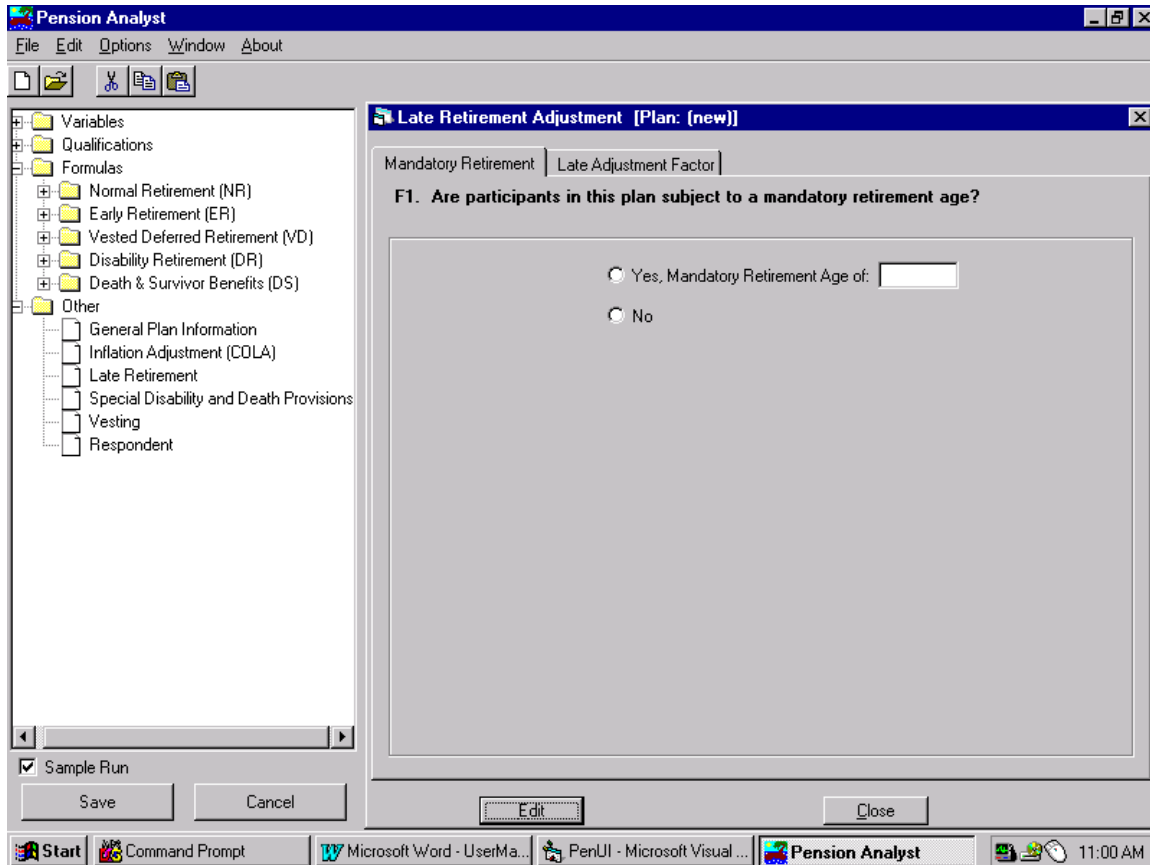 Pension Analyst
File Edit Options Window About
Variables
Qualifications
Formulas
Normal Retirement (NR)
Early Retirement (ER)
Vested Deferred Retirement (VD)
Disability Retirement (DR)
Death & Survivor Benefits (DS)
Other
General Plan Information
Inflation Adjustment (COLA)
Late Retirement
Special Disability and Death Provisions
Vesting
Respondent
Sample Run
Save Cancel
Late Retirement Adjustment [Plan: (new)]
Mandatory Retirement Late Adjustment Factor
F1. Are participants in this plan subject to a mandatory retirement age?
Yes, Mandatory Retirement Age of:
No
Edit Close
Start Command Prompt Microsoft Word - UserMa... PenUI - Microsoft Visual ... Pension Analyst 11:00 AM